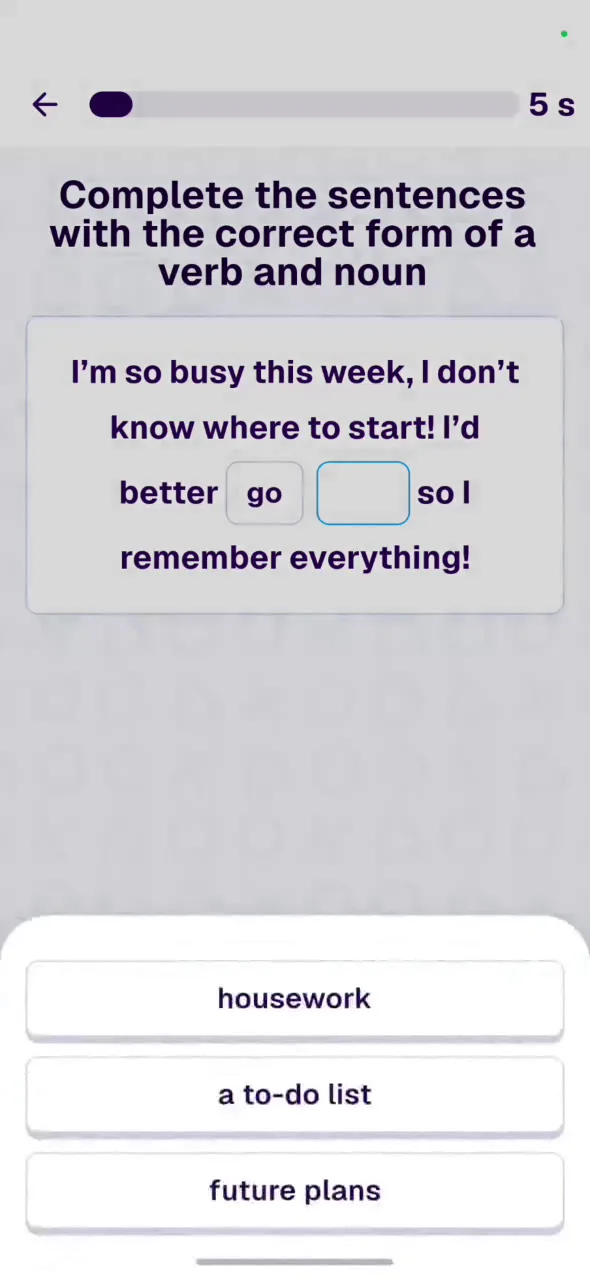 5 s
Complete the sentences
with the correct form of a
verb and noun
I’m so busy this week, I don’t
know where to start! I’d
better go so I
remember everything!
housework
a to-do list
future plans